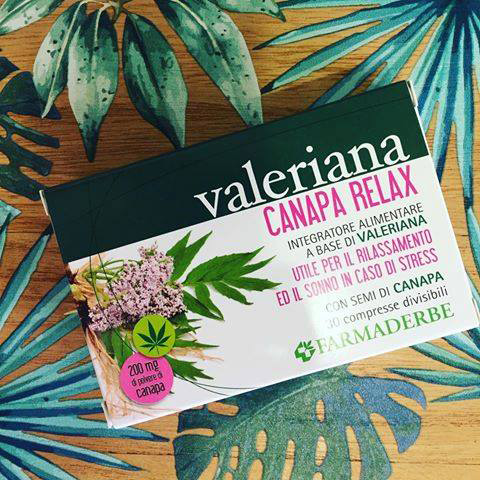 valeriana
CANAPA RELAX
INTEGRATORE ALIMENTARE
A BASE DI VALERIANA
UTILE PER IL RILASSAMENTO
ED IL SONNO IN CASO DI STRESS
CON SEMI DI CANAPA
30 compresse divisibili
FARMADERBE
200 mg
di polvere di
canapa